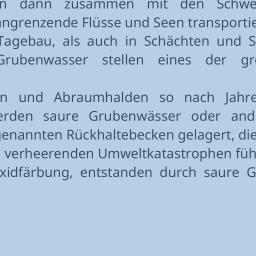 dann zusammen mit den Schwe
angrenzende Flüsse und Seen transportie
Tagebau, als auch in Schächten und S
Grubenwasser stellen eines der gr
und Abraumhalden so nach Jahre
erden saure Grubenwässer oder and
genannten Rückhaltebecken gelagert, die
verheerenden Umweltkatastrophen füh
xidfärbung, entstanden durch saure G